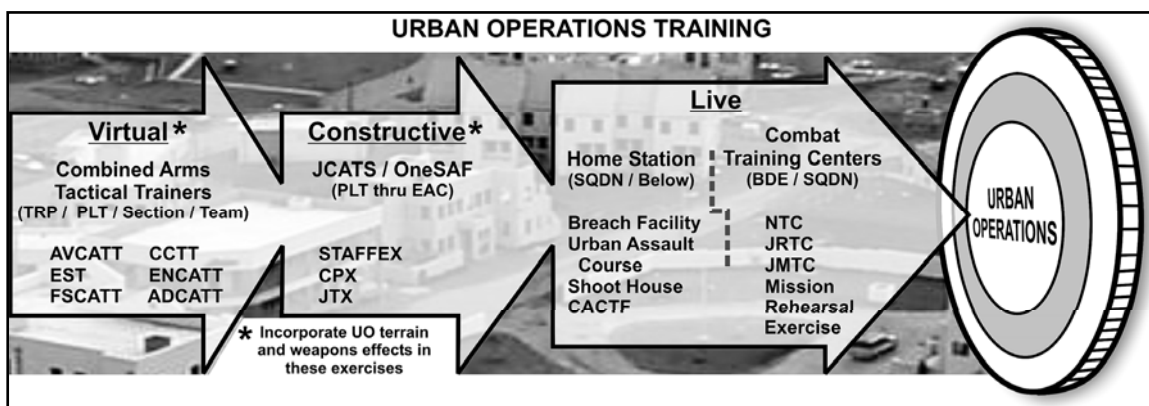 URBAN OPERATIONS TRAINING
Virtual *
Combined Arms
Tactical Trainers
(TRP / PLT / Section / Team)
AVCATT CCTT
EST ENCATT
FSCATT ADCATT
Constructive *
JCATS / OneSAF
(PLT thru EAC)
STAFFEX
CPX
JTX
* Incorporate UO terrain
and weapons effects in
these exercises
Live
Home Station
(SQDN / Below)
Breach Facility
Urban Assault
Course
Shoot House
CACTF
Combat
Training Centers
(BDE / SQDN)
NTC
JRTC
JMTC
Mission
Rehearsal
Exercise
URBAN
OPERATIONS